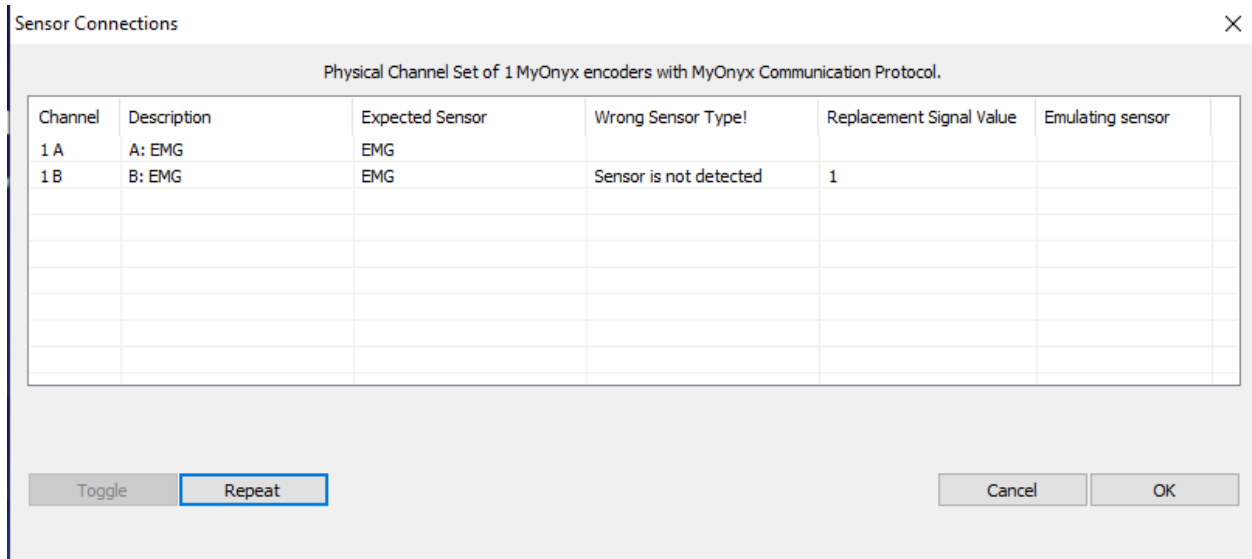 Sensor Connections
Physical Channel Set of 1 MyOnyx encoders with MyOnyx Communication Protocol.
Channel Description Expected Sensor Wrong Sensor Type! Replacement Signal Value Emulating sensor
1 A A: EMG EMG
1 B B: EMG EMG Sensor is not detected 1
Toggle Repeat Cancel OK